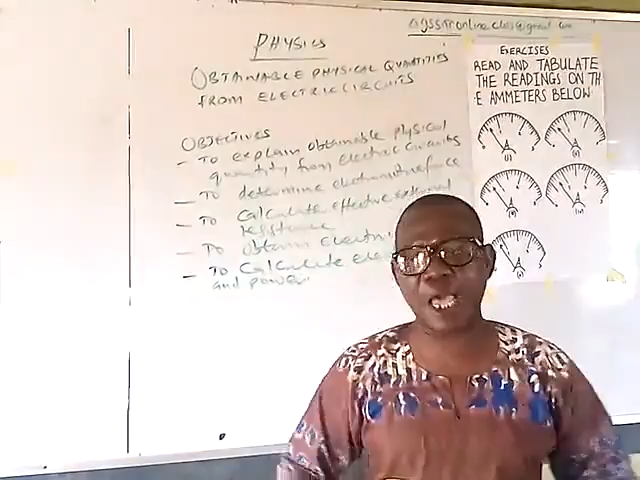 PHYSICS
OBTAINABLE PHYSICAL QUANTITIES
FROM ELECTRIC CIRCUITS
OBJECTIVES
- To explain obtainable physical
quantity from electric circuits
- To determine electromotive force
- To calculate effective external
resistance
- To obtain electri
- To Calculate elec
and power
EXERCISES
READ AND TABULATE
THE READINGS ON TH
E AMMETERS BELOW
A
(I)
A
A
A
A